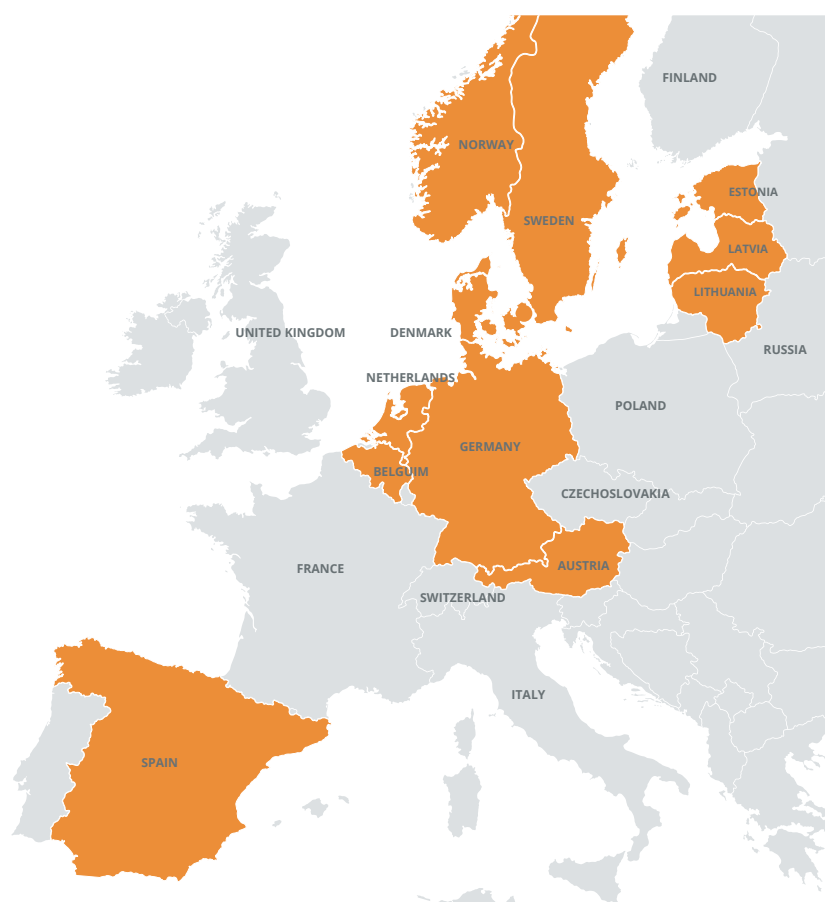 FINLAND
NORWAY
ESTONIA
SWEDEN
LATVIA
LITHUANIA
UNITED KINGDOM
DENMARK
RUSSIA
NETHERLANDS
POLAND
GERMANY
BELGUIM
CZECHOSLOVAKIA
AUSTRIA
FRANCE
SWITZERLAND
ITALY
SPAIN